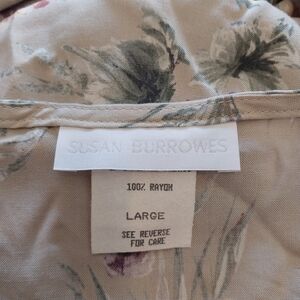 SUSAN BURROWES
100% RAYON
LARGE
SEE REVERSE
FOR CARE